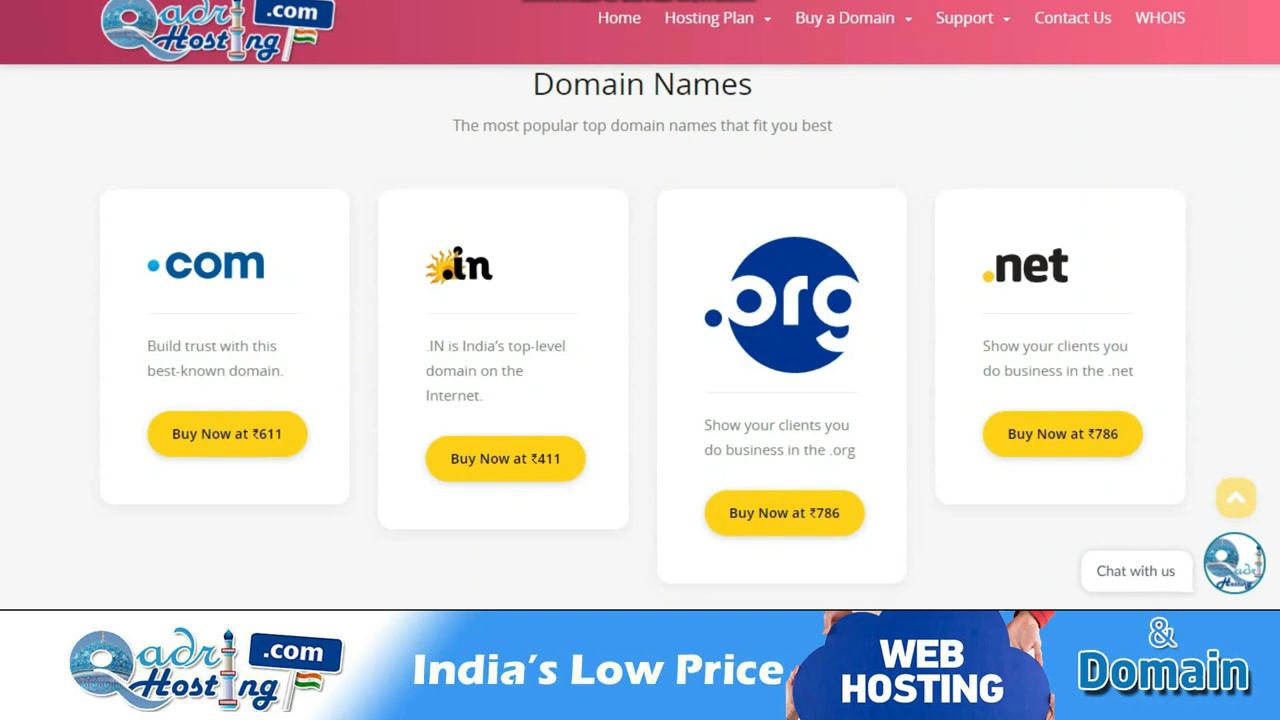 Qadri Hosting .com
Home Hosting Plan Buy a Domain Support Contact Us WHOIS
Domain Names
The most popular top domain names that fit you best
.com
Build trust with this
best-known domain.
Buy Now at ₹611
.in
.IN is India's top-level
domain on the
Internet.
Buy Now at ₹411
.org
Show your clients you
do business in the .org
Buy Now at ₹786
.net
Show your clients you
do business in the .net
Buy Now at ₹786
Chat with us
Qadri
Hosting
Qadri Hosting .com
India's Low Price
WEB
HOSTING
&
Domain